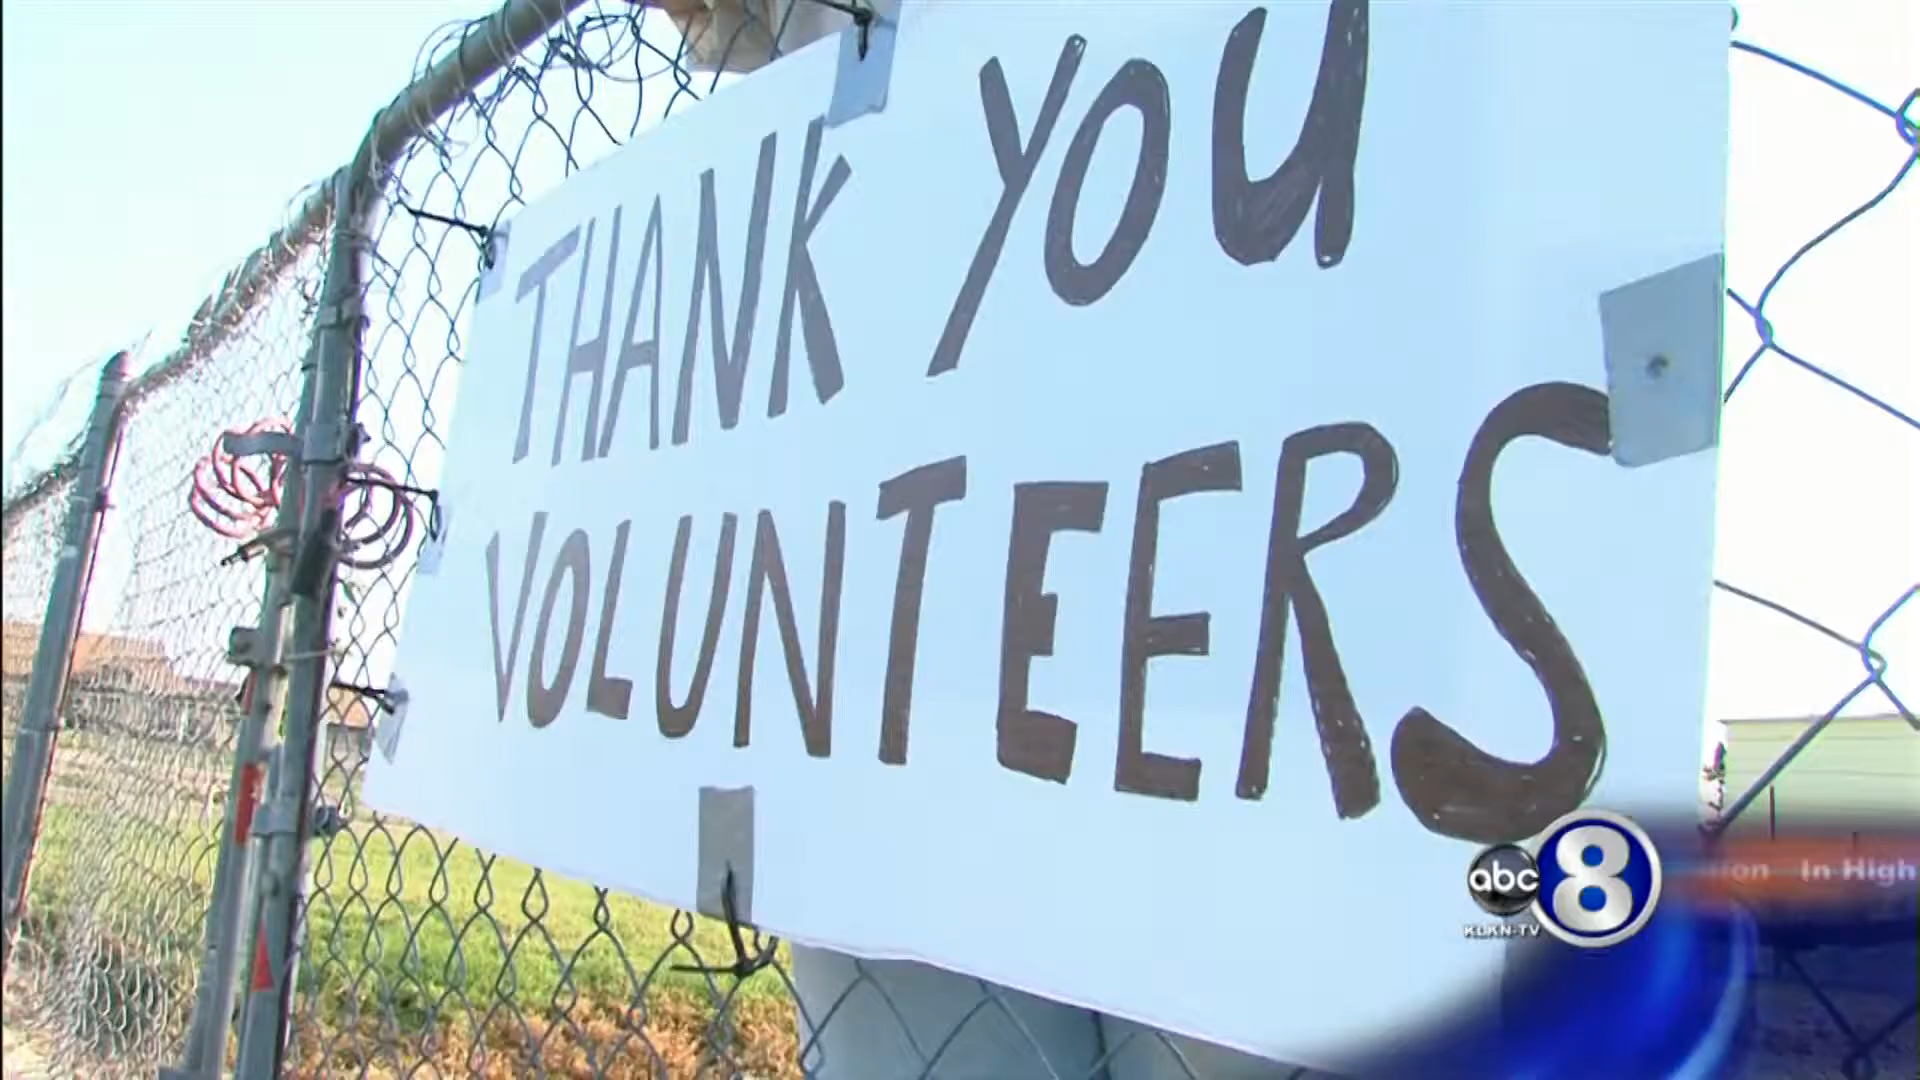 THANK YOU
VOLUNTEERS
abc 8
KLKN-TV
In High